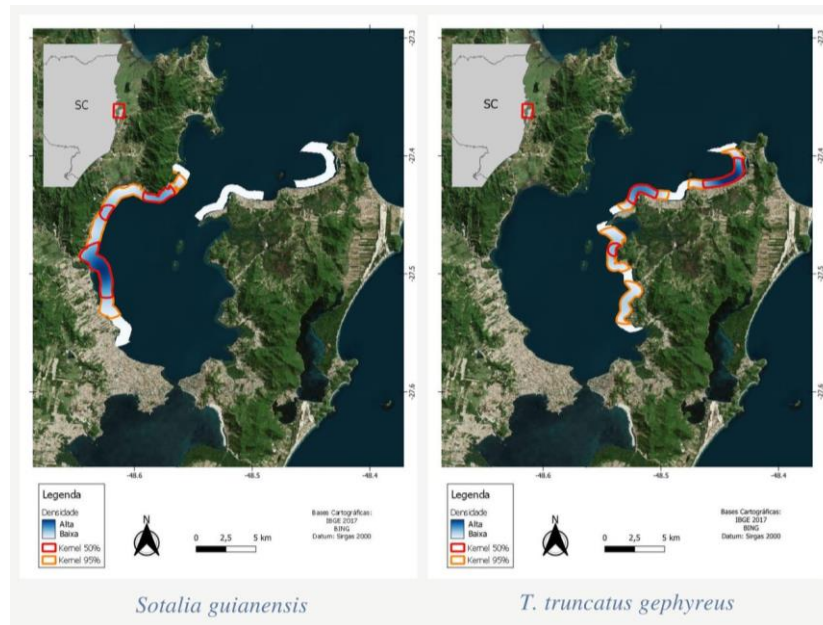 SC
-27.3
-27.4
-27.5
-27.6
-48.6
-48.5
-48.4
Legenda
Densidade
Alta
Baixa
Kernel 50%
Kernel 95%
N
0 2,5 5 km
Bases Cartográficas:
IBGE 2017
BING
Datum: Sirgas 2000
Sotalia guianensis
SC
-27.3
-27.4
-27.5
-27.6
-48.6
-48.5
-48.4
Legenda
Densidade
Alta
Baixa
Kernel 50%
Kernel 95%
N
0 2,5 5 km
Bases Cartográficas:
IBGE 2017
BING
Datum: Sirgas 2000
T. truncatus gephyreus